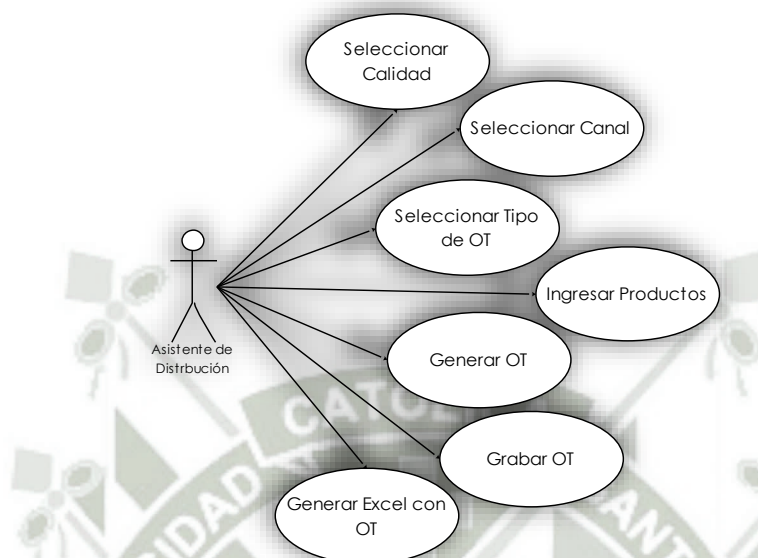 Seleccionar
Calidad
Seleccionar Canal
Seleccionar Tipo
de OT
Ingresar Productos
Asistente de
Distrbución
Generar OT
Grabar OT
Generar Excel con
OT